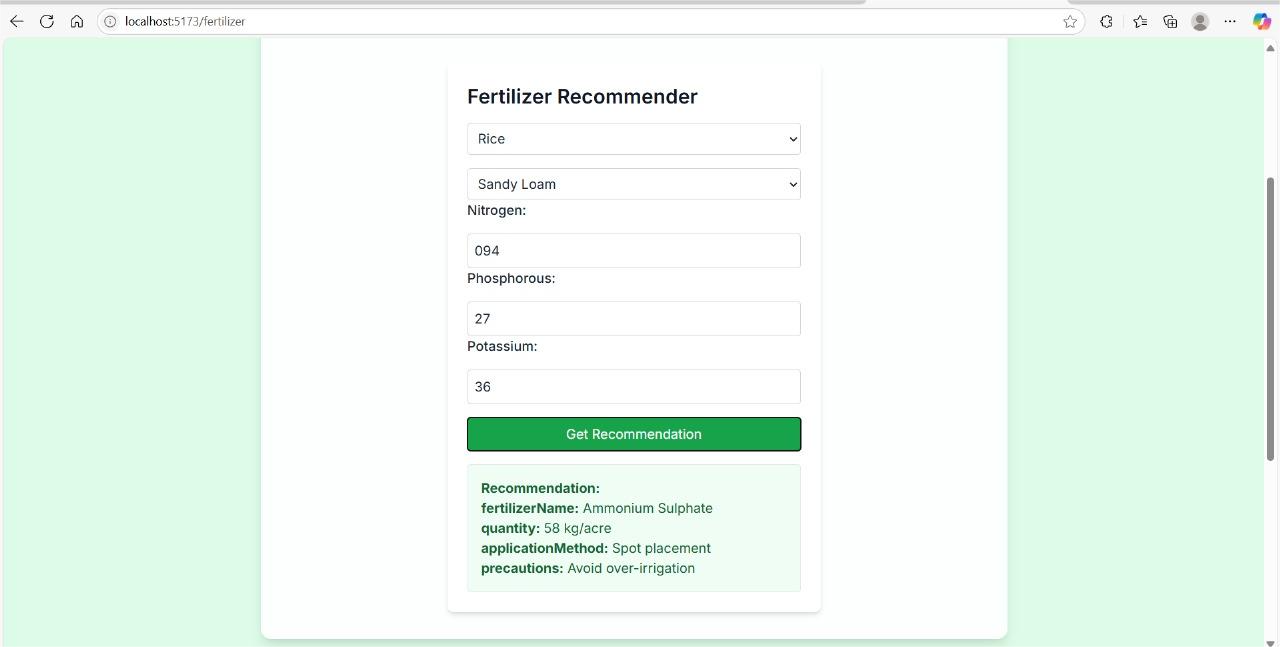 localhost:5173/fertilizer
Fertilizer Recommender
Rice
Sandy Loam
Nitrogen:
094
Phosphorous:
27
Potassium:
36
Get Recommendation
Recommendation:
fertilizerName: Ammonium Sulphate
quantity: 58 kg/acre
applicationMethod: Spot placement
precautions: Avoid over-irrigation